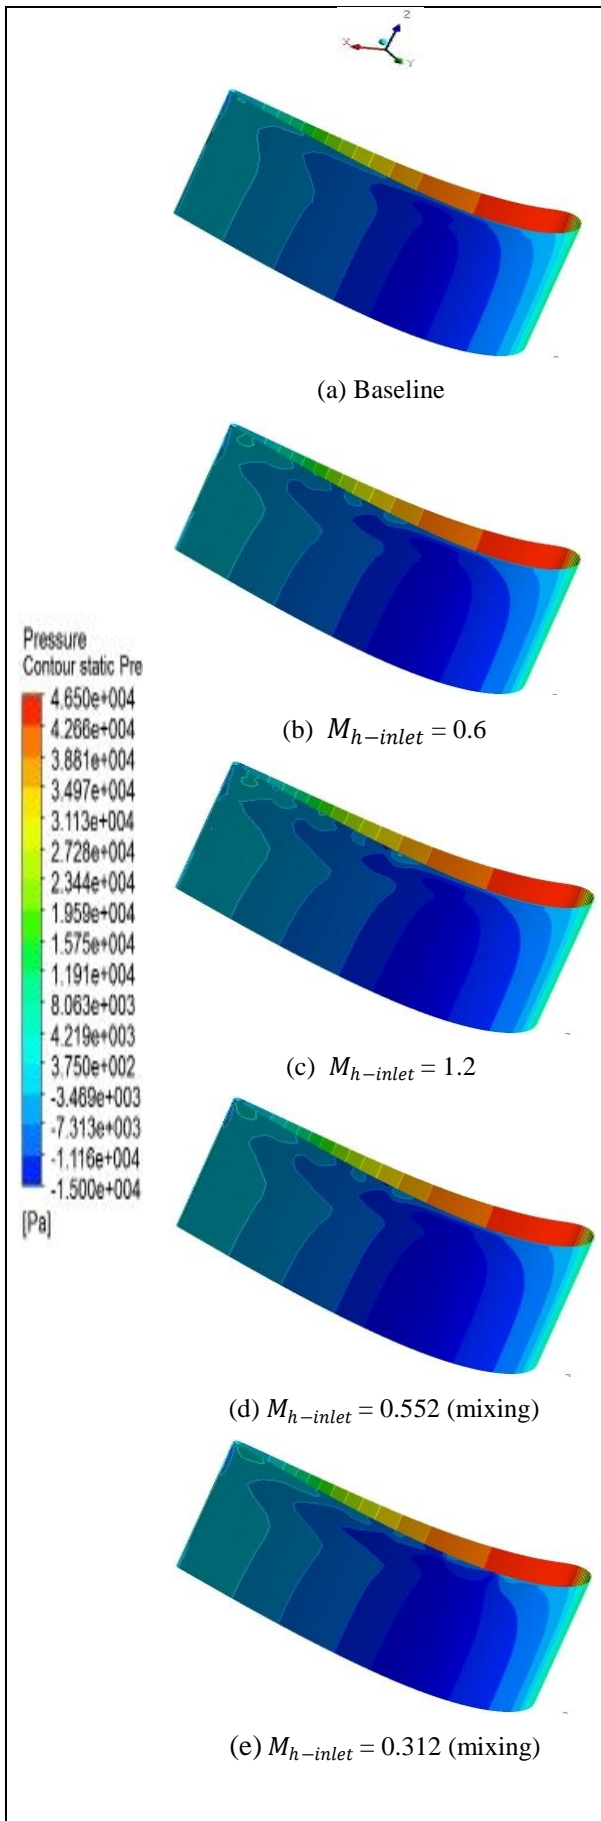 Z
X
Y
(a) Baseline
(b) M_{h-inlet} = 0.6
Pressure
Contour static Pre
4.650e+004
4.266e+004
3.881e+004
3.497e+004
3.113e+004
2.728e+004
2.344e+004
1.959e+004
1.575e+004
1.191e+004
8.063e+003
4.219e+003
3.750e+002
-3.469e+003
-7.313e+003
-1.116e+004
-1.500e+004
[Pa]
(c) M_{h-inlet} = 1.2
(d) M_{h-inlet} = 0.552 (mixing)
(e) M_{h-inlet} = 0.312 (mixing)